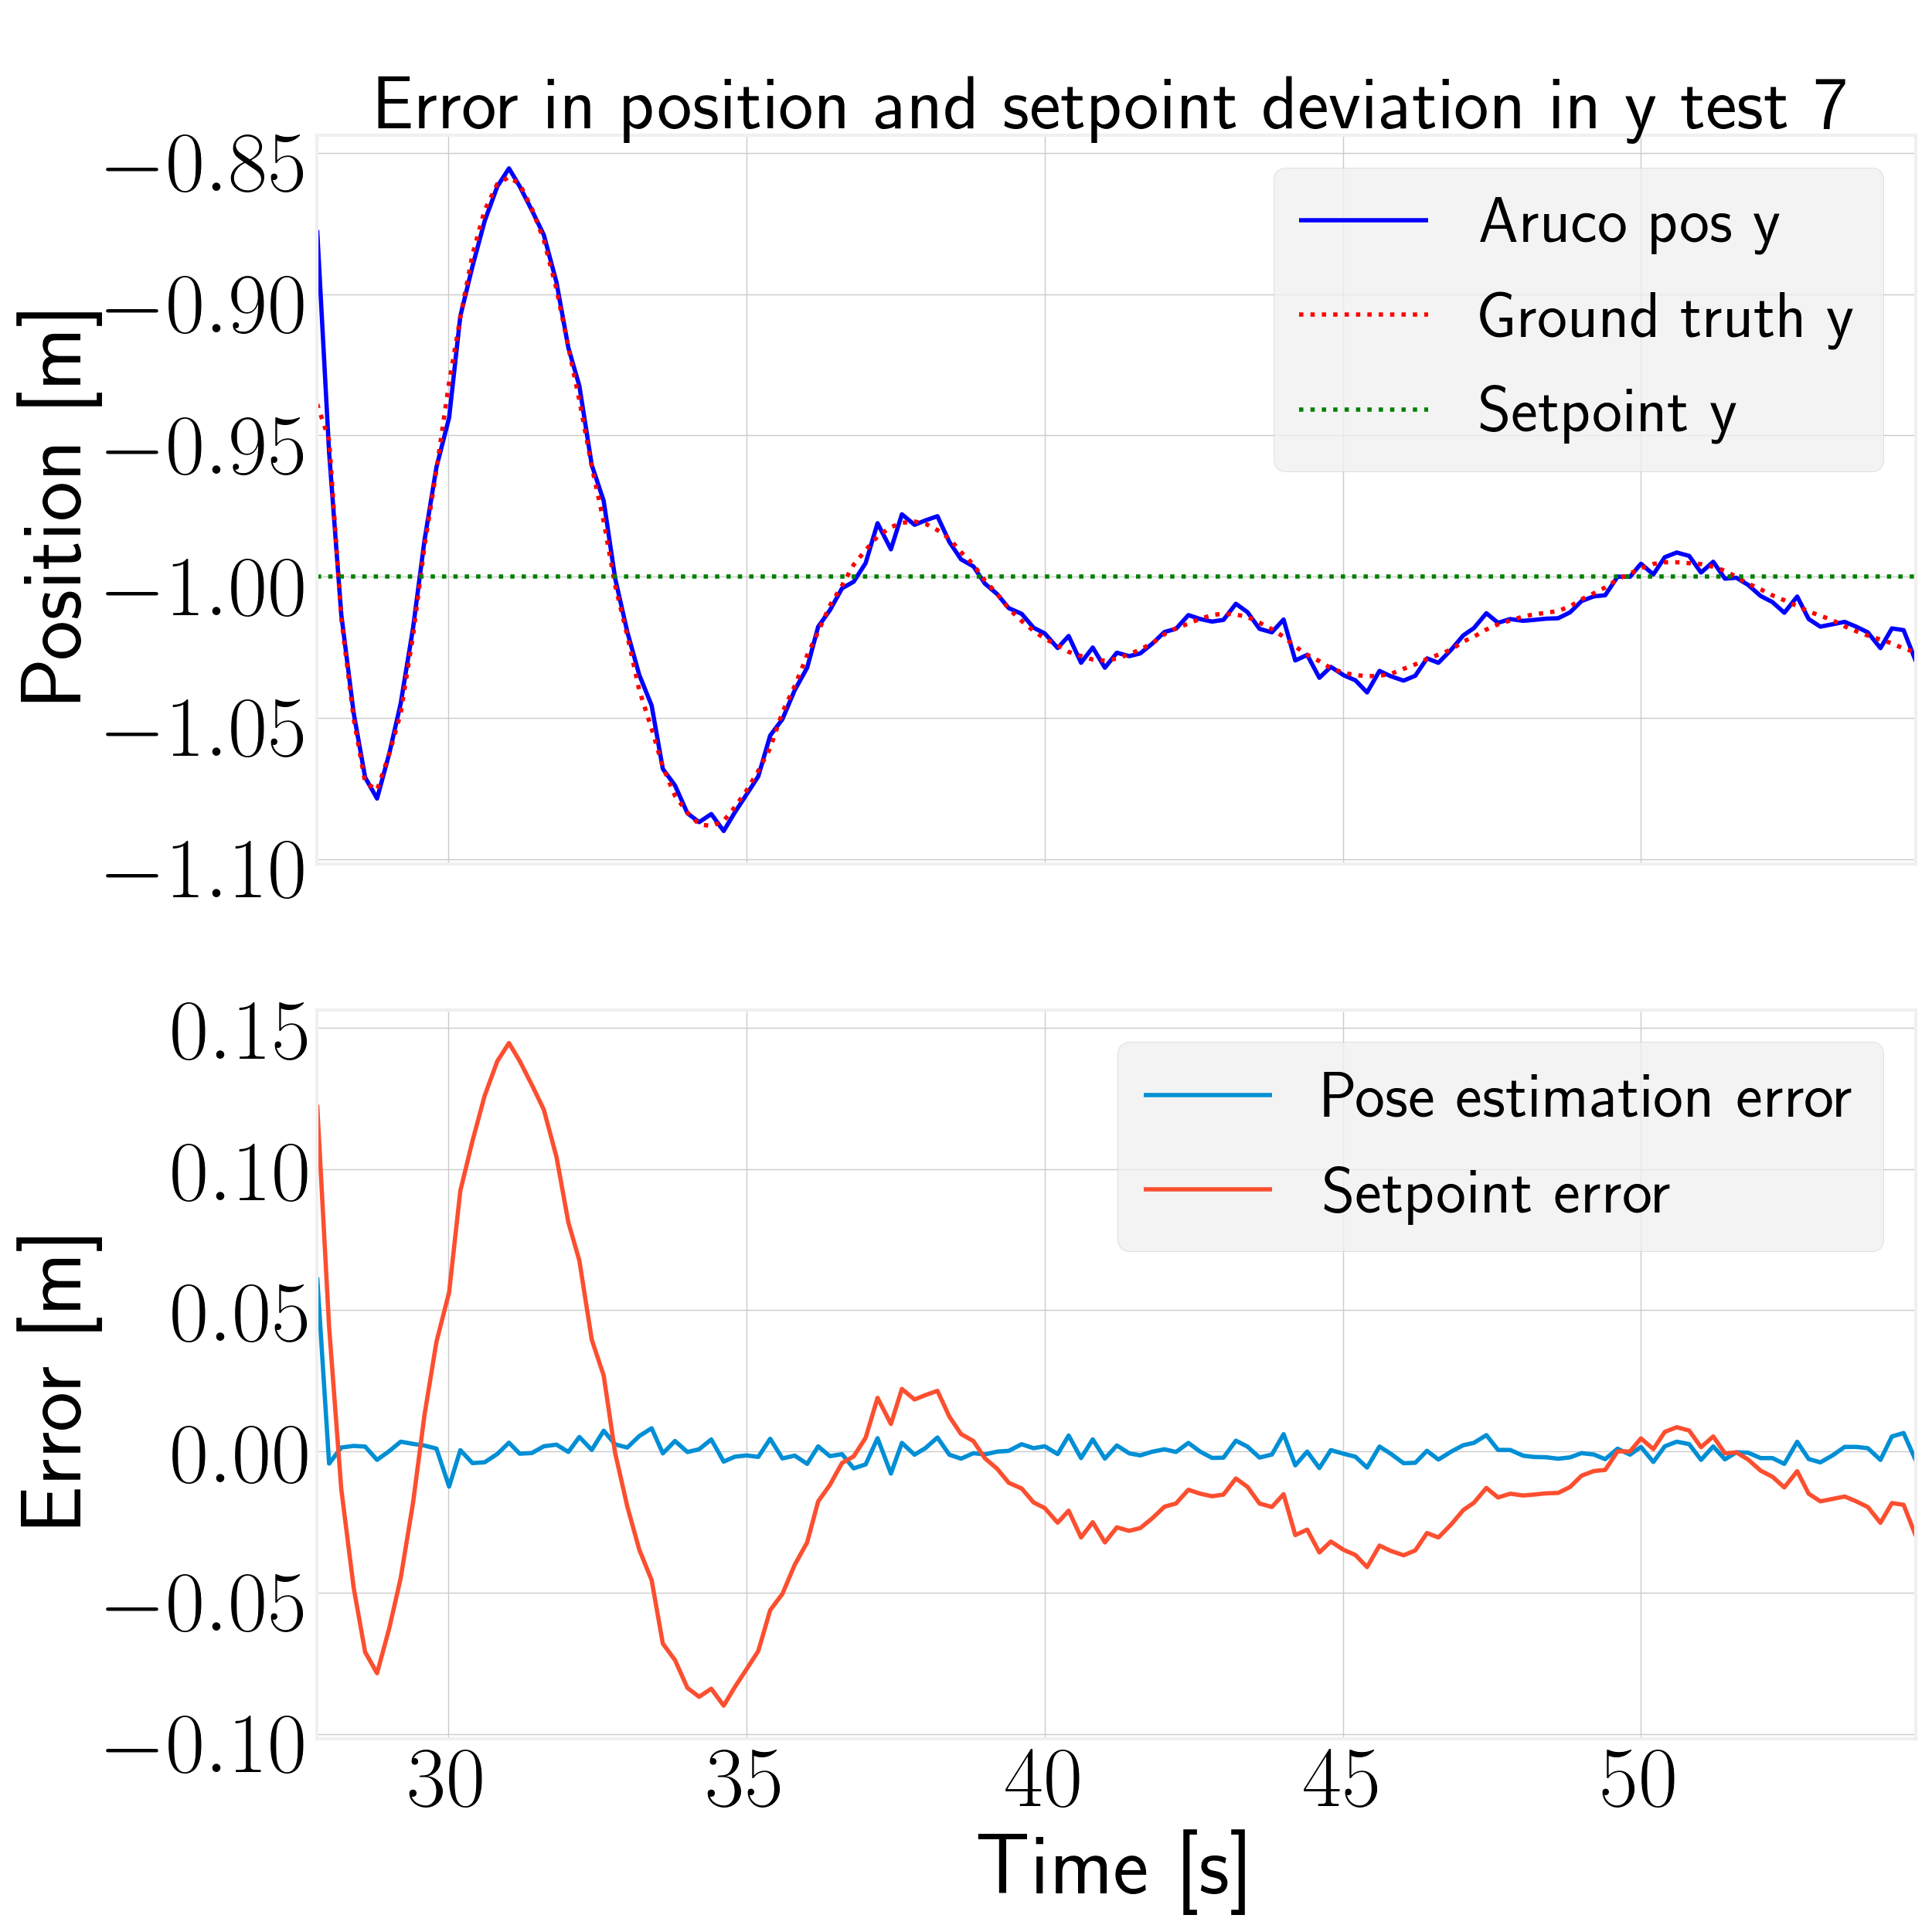 Error in position and setpoint deviation in y test 7
Position [m]
−0.85
−0.90
−0.95
−1.00
−1.05
−1.10
Aruco pos y
Ground truth y
Setpoint y
Error [m]
0.15
0.10
0.05
0.00
−0.05
−0.10
Pose estimation error
Setpoint error
30 35 40 45 50
Time [s]